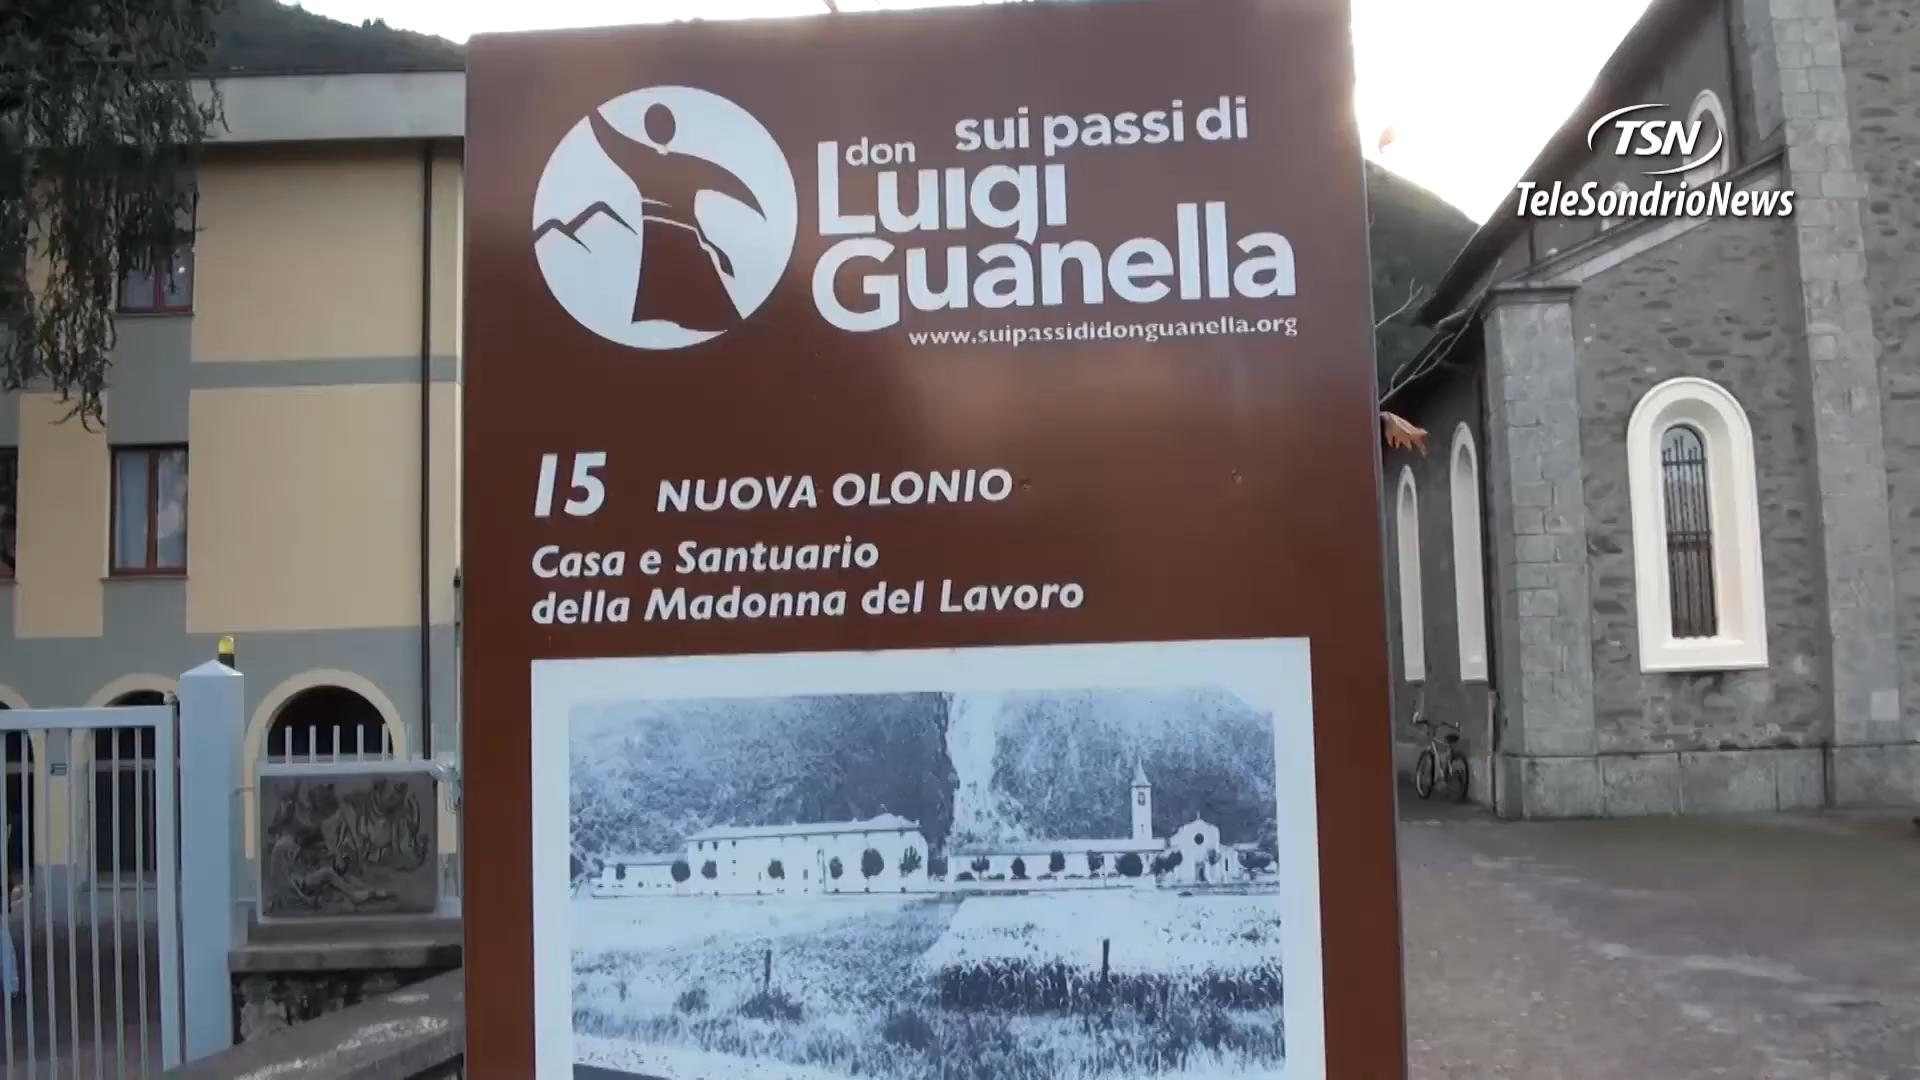 sui passi di
don
Luigi
Guanella
www.suipassididonguanella.org
15 NUOVA OLONIO
Casa e Santuario
della Madonna del Lavoro
TSN
TeleSondrioNews